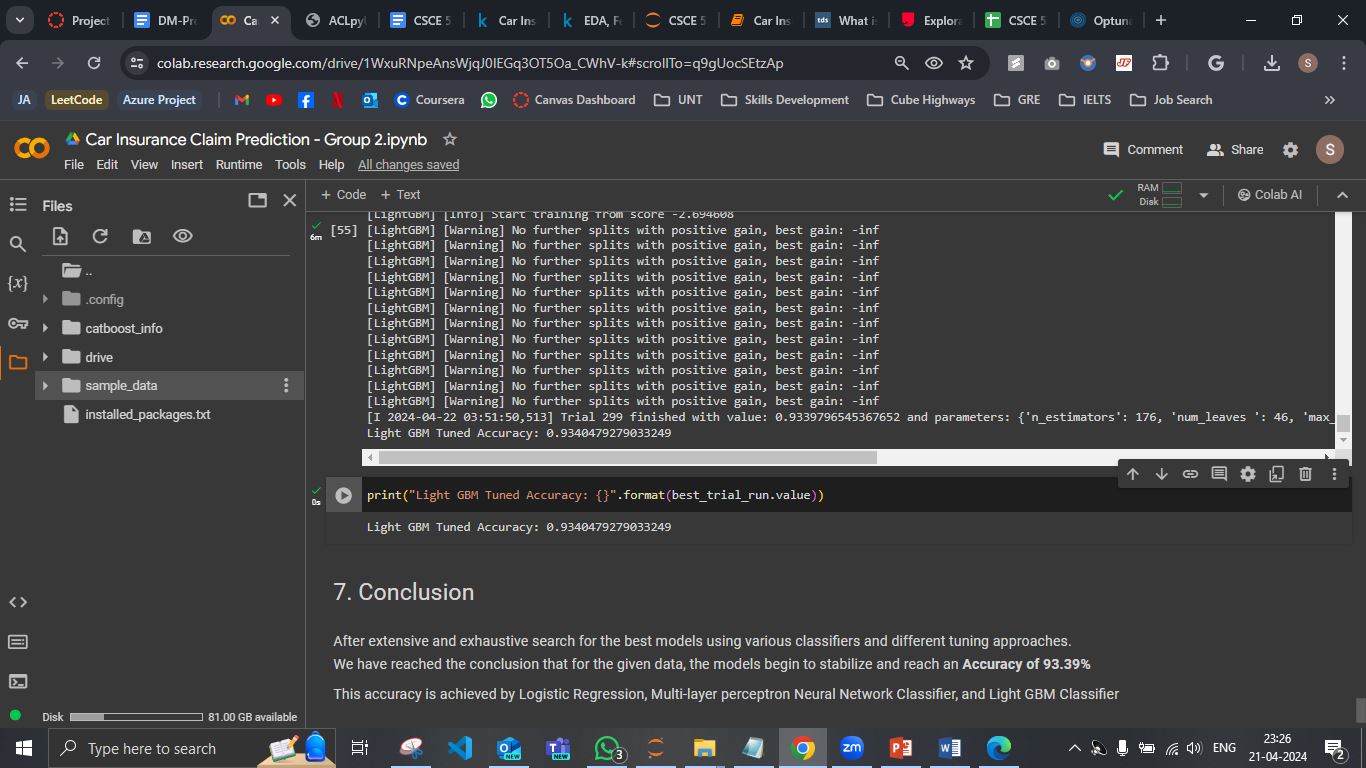 Project
DM-Pr
Ca
ACLpy
CSCE 5
Car Ins
EDA, F
CSCE 5
Car Ins
tds What i
Explora
CSCE 5
Optun
colab.research.google.com/drive/1WxuRNpeAnsWjqJ0IEGq3OT5Oa_CWhV-k#scrollTo=q9gUocSEtzAp
S
JA LeetCode Azure Project Coursera Canvas Dashboard UNT Skills Development Cube Highways GRE IELTS Job Search
Car Insurance Claim Prediction - Group 2.ipynb
Comment Share S
File Edit View Insert Runtime Tools Help All changes saved
Files
+ Code + Text
RAM
Disk
Colab AI
..
.config
catboost_info
drive
sample_data
installed_packages.txt
Disk 81.00 GB available
6m
[55]
[LightGBM] [Info] Start training from score -2.694608
[LightGBM] [Warning] No further splits with positive gain, best gain: -inf
[LightGBM] [Warning] No further splits with positive gain, best gain: -inf
[LightGBM] [Warning] No further splits with positive gain, best gain: -inf
[LightGBM] [Warning] No further splits with positive gain, best gain: -inf
[LightGBM] [Warning] No further splits with positive gain, best gain: -inf
[LightGBM] [Warning] No further splits with positive gain, best gain: -inf
[LightGBM] [Warning] No further splits with positive gain, best gain: -inf
[LightGBM] [Warning] No further splits with positive gain, best gain: -inf
[LightGBM] [Warning] No further splits with positive gain, best gain: -inf
[LightGBM] [Warning] No further splits with positive gain, best gain: -inf
[LightGBM] [Warning] No further splits with positive gain, best gain: -inf
[LightGBM] [Warning] No further splits with positive gain, best gain: -inf
[I 2024-04-22 03:51:50,513] Trial 299 finished with value: 0.9339796545367652 and parameters: {'n_estimators': 176, 'num_leaves ': 46, 'max_
Light GBM Tuned Accuracy: 0.9340479279033249
0s
print("Light GBM Tuned Accuracy: {}".format(best_trial_run.value))
Light GBM Tuned Accuracy: 0.9340479279033249
7. Conclusion
After extensive and exhaustive search for the best models using various classifiers and different tuning approaches.
We have reached the conclusion that for the given data, the models begin to stabilize and reach an Accuracy of 93.39%
This accuracy is achieved by Logistic Regression, Multi-layer perceptron Neural Network Classifier, and Light GBM Classifier
Type here to search
NEW
NEW
3
zm
ENG
23:26
21-04-2024
2